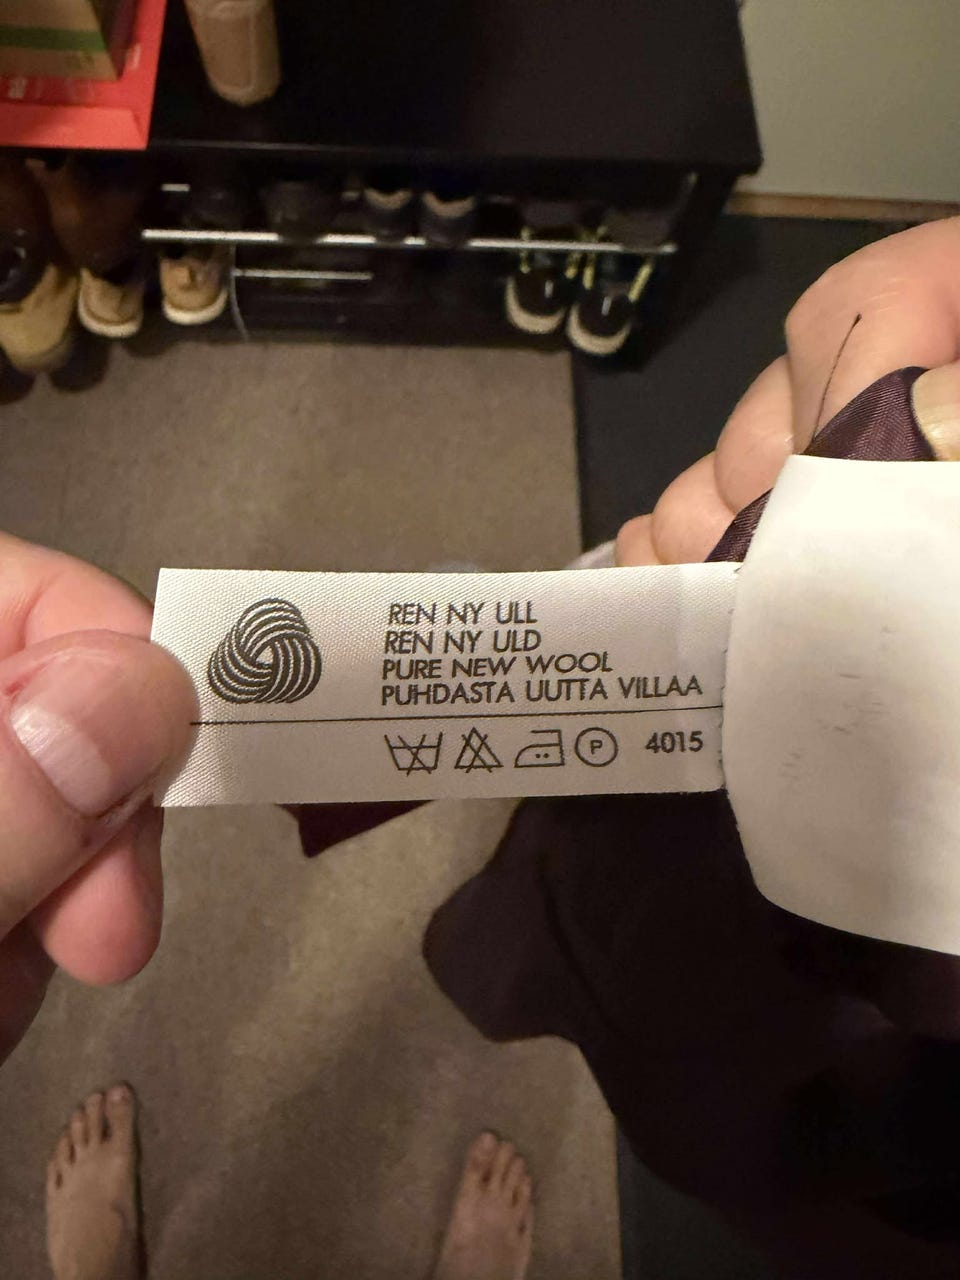 REN NY ULL
REN NY ULD
PURE NEW WOOL
PUHDASTA UUTTA VILLAA
P 4015